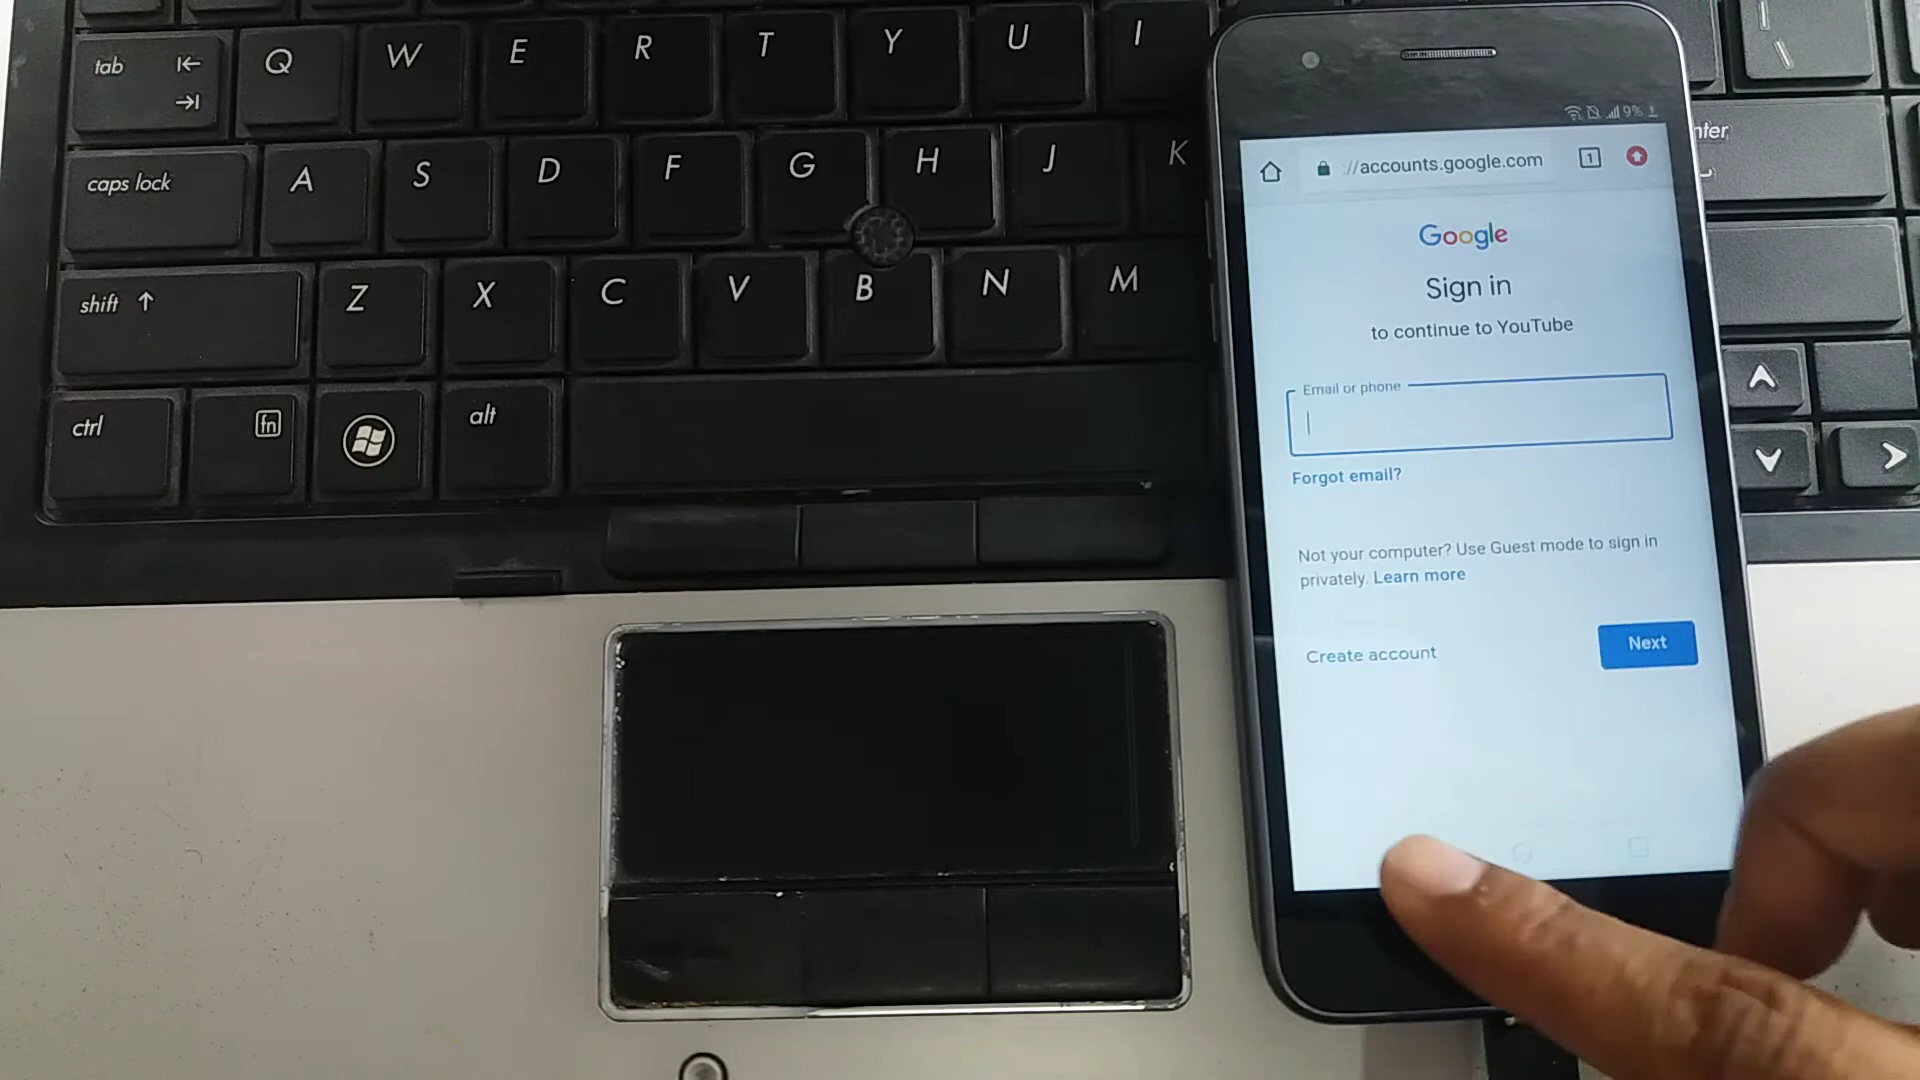 tab
Q W E R T Y U I
caps lock A S D F G H J K
shift Z X C V B N M
ctrl fn alt
9%
://accounts.google.com 1
Google
Sign in
to continue to YouTube
Email or phone
Forgot email?
Not your computer? Use Guest mode to sign in
privately. Learn more
Create account Next
nter